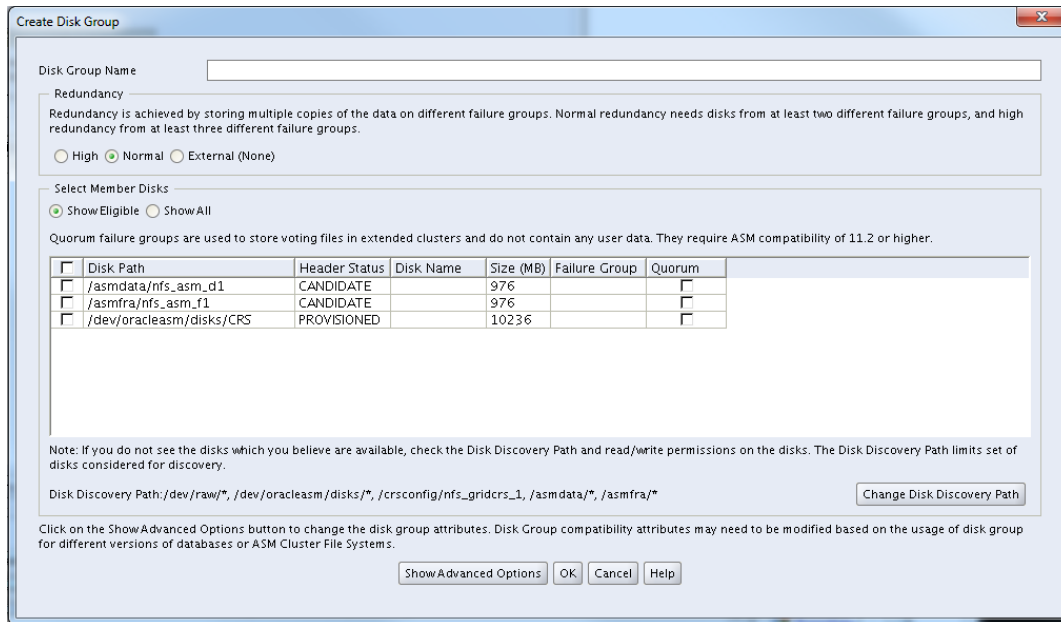 Create Disk Group
x
Disk Group Name
Redundancy
Redundancy is achieved by storing multiple copies of the data on different failure groups. Normal redundancy needs disks from at least two different failure groups, and high
redundancy from at least three different failure groups.
High Normal External (None)
Select Member Disks
Show Eligible Show All
Quorum failure groups are used to store voting files in extended clusters and do not contain any user data. They require ASM compatibility of 11.2 or higher.
Disk Path Header Status Disk Name Size (MB) Failure Group Quorum
/asmdata/nfs_asm_d1 CANDIDATE 976
/asmfra/nfs_asm_f1 CANDIDATE 976
/dev/oracleasm/disks/CRS PROVISIONED 10236
Note: If you do not see the disks which you believe are available, check the Disk Discovery Path and read/write permissions on the disks. The Disk Discovery Path limits set of
disks considered for discovery.
Disk Discovery Path:/dev/raw/*, /dev/oracleasm/disks/*, /crsconfig/nfs_gridcrs_1, /asmdata/*, /asmfra/* Change Disk Discovery Path
Click on the Show Advanced Options button to change the disk group attributes. Disk Group compatibility attributes may need to be modified based on the usage of disk group
for different versions of databases or ASM Cluster File Systems.
Show Advanced Options OK Cancel Help